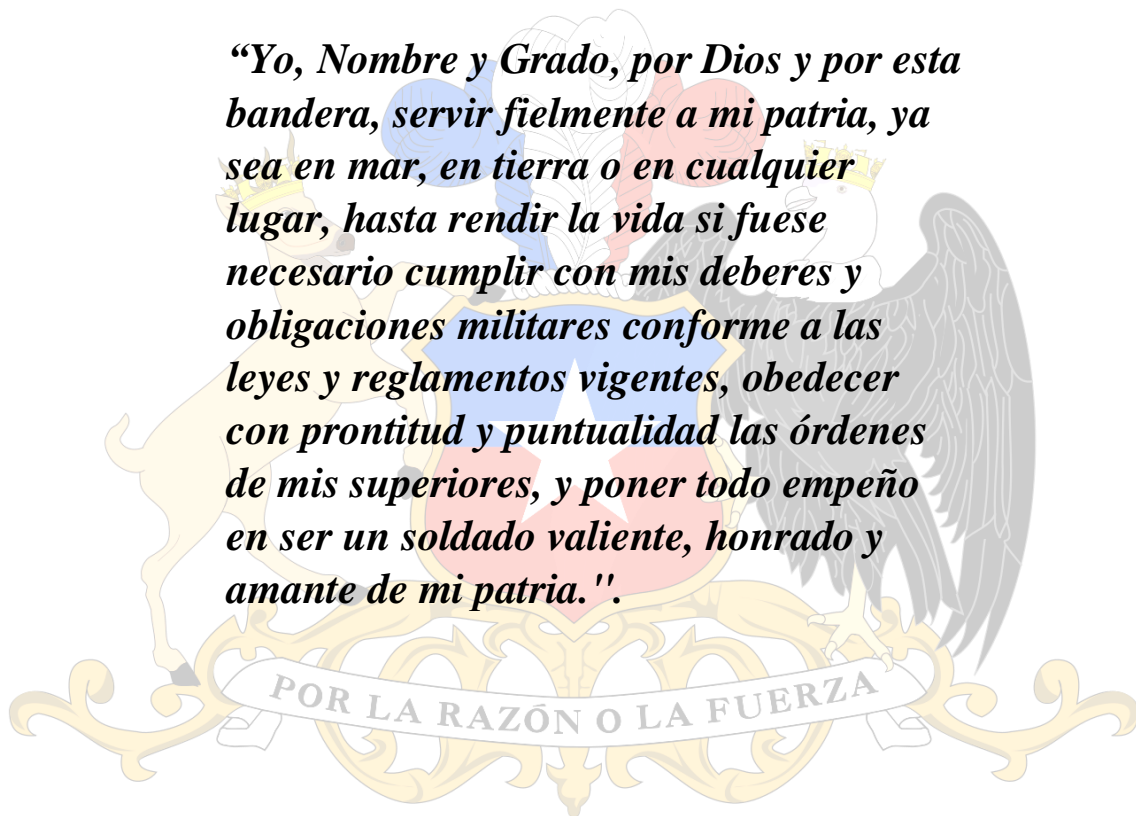 “Yo, Nombre y Grado, por Dios y por esta
bandera, servir fielmente a mi patria, ya
sea en mar, en tierra o en cualquier
lugar, hasta rendir la vida si fuese
necesario cumplir con mis deberes y
obligaciones militares conforme a las
leyes y reglamentos vigentes, obedecer
con prontitud y puntualidad las órdenes
de mis superiores, y poner todo empeño
en ser un soldado valiente, honrado y
amante de mi patria.".
POR LA RAZÓN O LA FUERZA